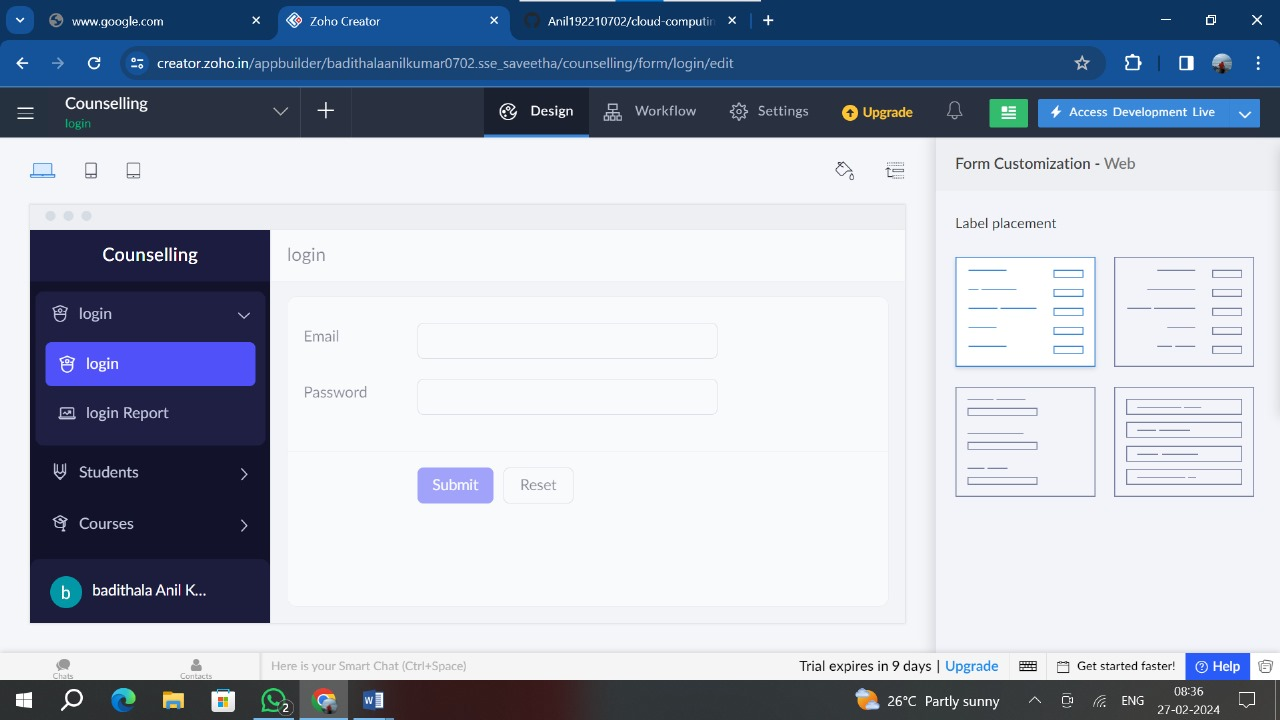 www.google.com
Zoho Creator
Anil192210702/cloud-computin
creator.zoho.in/appbuilder/badithalaanilkumar0702.sse_saveetha/counselling/form/login/edit
Counselling
login
Design
Workflow
Settings
Upgrade
Access Development Live
Form Customization - Web
Label placement
Counselling
login
login
login
login Report
Students
Courses
badithala Anil K...
b
Email
Password
Submit
Reset
Chats
Contacts
Here is your Smart Chat (Ctrl+Space)
Trial expires in 9 days | Upgrade
Get started faster!
Help
2
26°C Partly sunny
ENG
08:36
27-02-2024